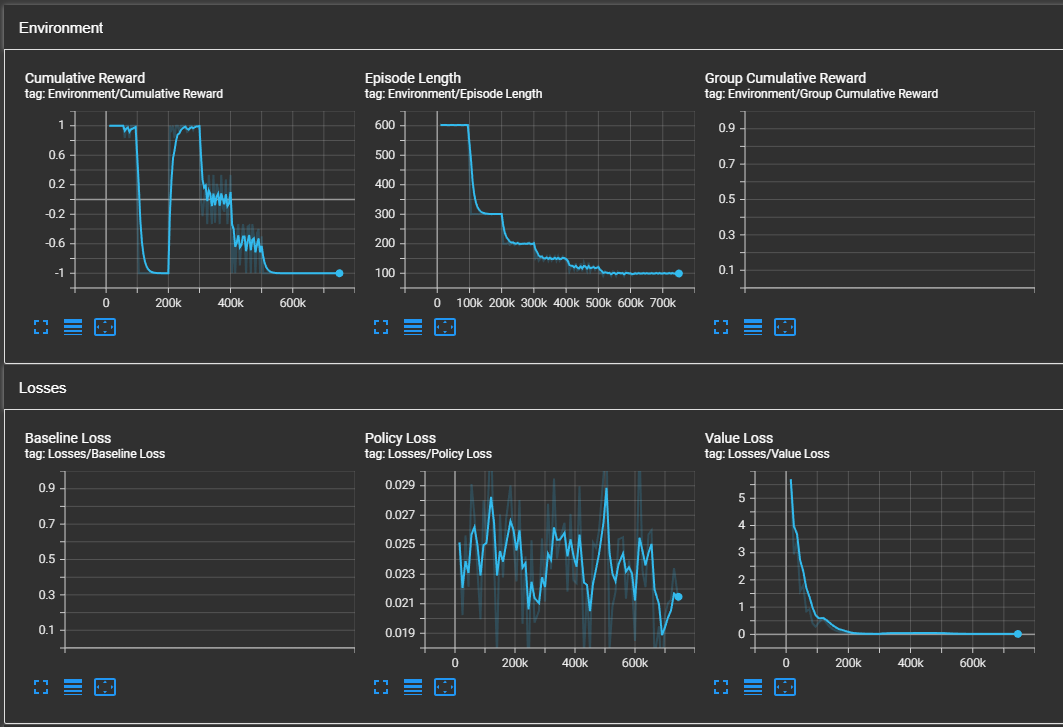 Environment
Cumulative Reward
tag: Environment/Cumulative Reward
1
0.6
0.2
-0.2
-0.6
-1
0 200k 400k 600k
Episode Length
tag: Environment/Episode Length
600
500
400
300
200
100
0 100k 200k 300k 400k 500k 600k 700k
Group Cumulative Reward
tag: Environment/Group Cumulative Reward
0.9
0.7
0.5
0.3
0.1
Losses
Baseline Loss
tag: Losses/Baseline Loss
0.9
0.7
0.5
0.3
0.1
Policy Loss
tag: Losses/Policy Loss
0.029
0.027
0.025
0.023
0.021
0.019
0 200k 400k 600k
Value Loss
tag: Losses/Value Loss
5
4
3
2
1
0
0 200k 400k 600k